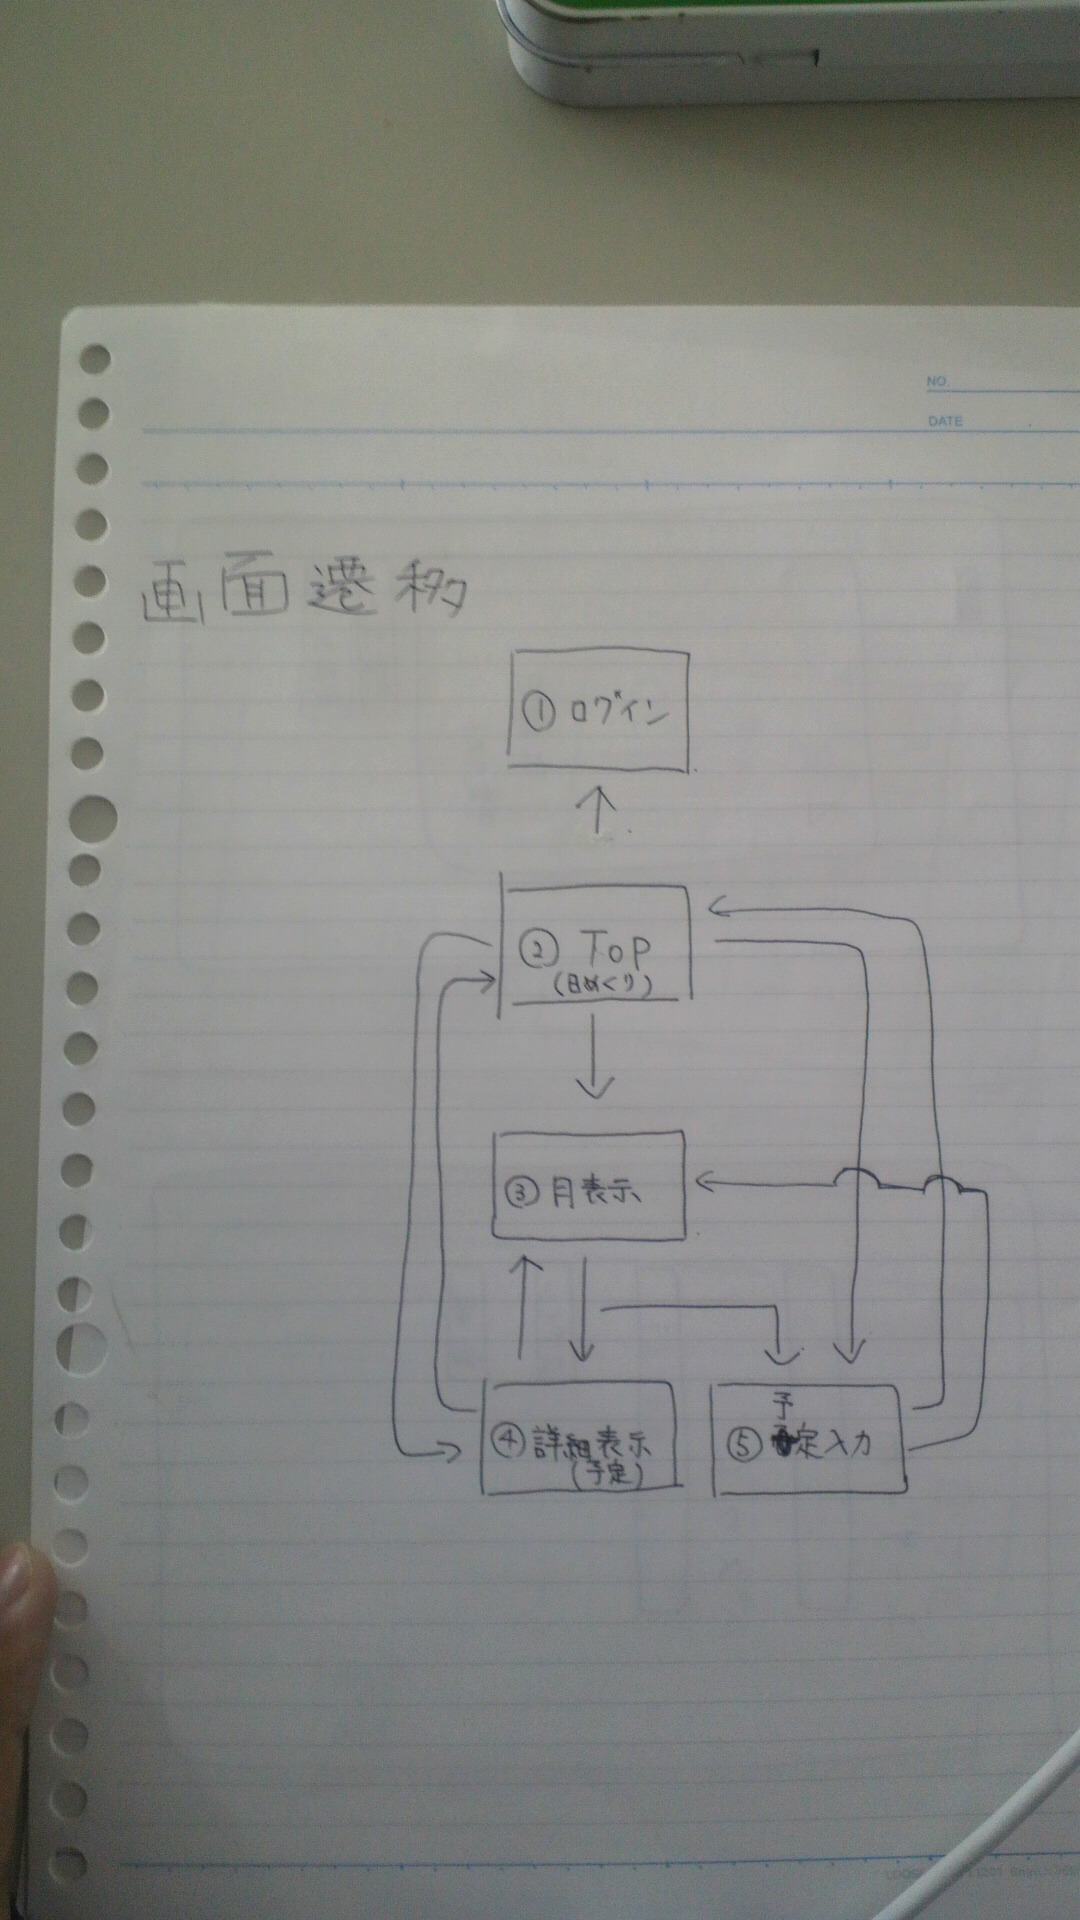 NO.
DATE
画面遷移
① ログイン
② TOP
(日めくり)
③ 月表示
④ 詳細表示
(予定)
予
⑤ 定入力